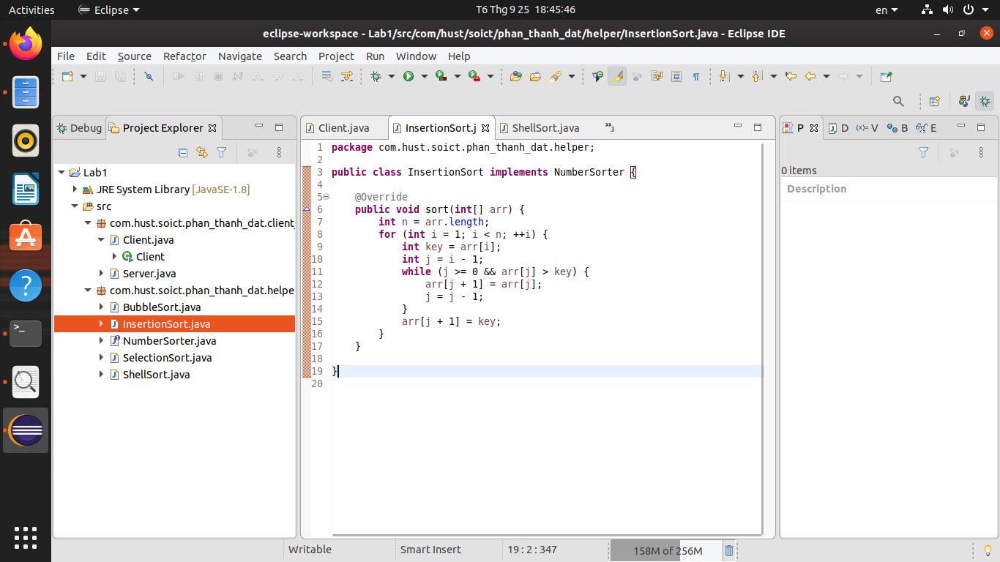 Activities Eclipse T6 Thg 9 25 18:45:46 en
eclipse-workspace - Lab1/src/com/hust/soict/phan_thanh_dat/helper/InsertionSort.java - Eclipse IDE
File Edit Source Refactor Navigate Search Project Run Window Help
Debug Project Explorer
Lab1
JRE System Library [JavaSE-1.8]
src
com.hust.soict.phan_thanh_dat.client_
Client.java
Client
Server.java
com.hust.soict.phan_thanh_dat.helpe
BubbleSort.java
InsertionSort.java
NumberSorter.java
SelectionSort.java
ShellSort.java
Client.java InsertionSort.j ShellSort.java »3
1 package com.hust.soict.phan_thanh_dat.helper;
2
3 public class InsertionSort implements NumberSorter {
4
5 @Override
6 public void sort(int[] arr) {
7 int n = arr.length;
8 for (int i = 1; i < n; ++i) {
9 int key = arr[i];
10 int j = i - 1;
11 while (j >= 0 && arr[j] > key) {
12 arr[j + 1] = arr[j];
13 j = j - 1;
14 }
15 arr[j + 1] = key;
16 }
17 }
18
19 }
20
P D (x)= V B E
0 items
Description
Writable Smart Insert 19 : 2 : 347 158M of 256M